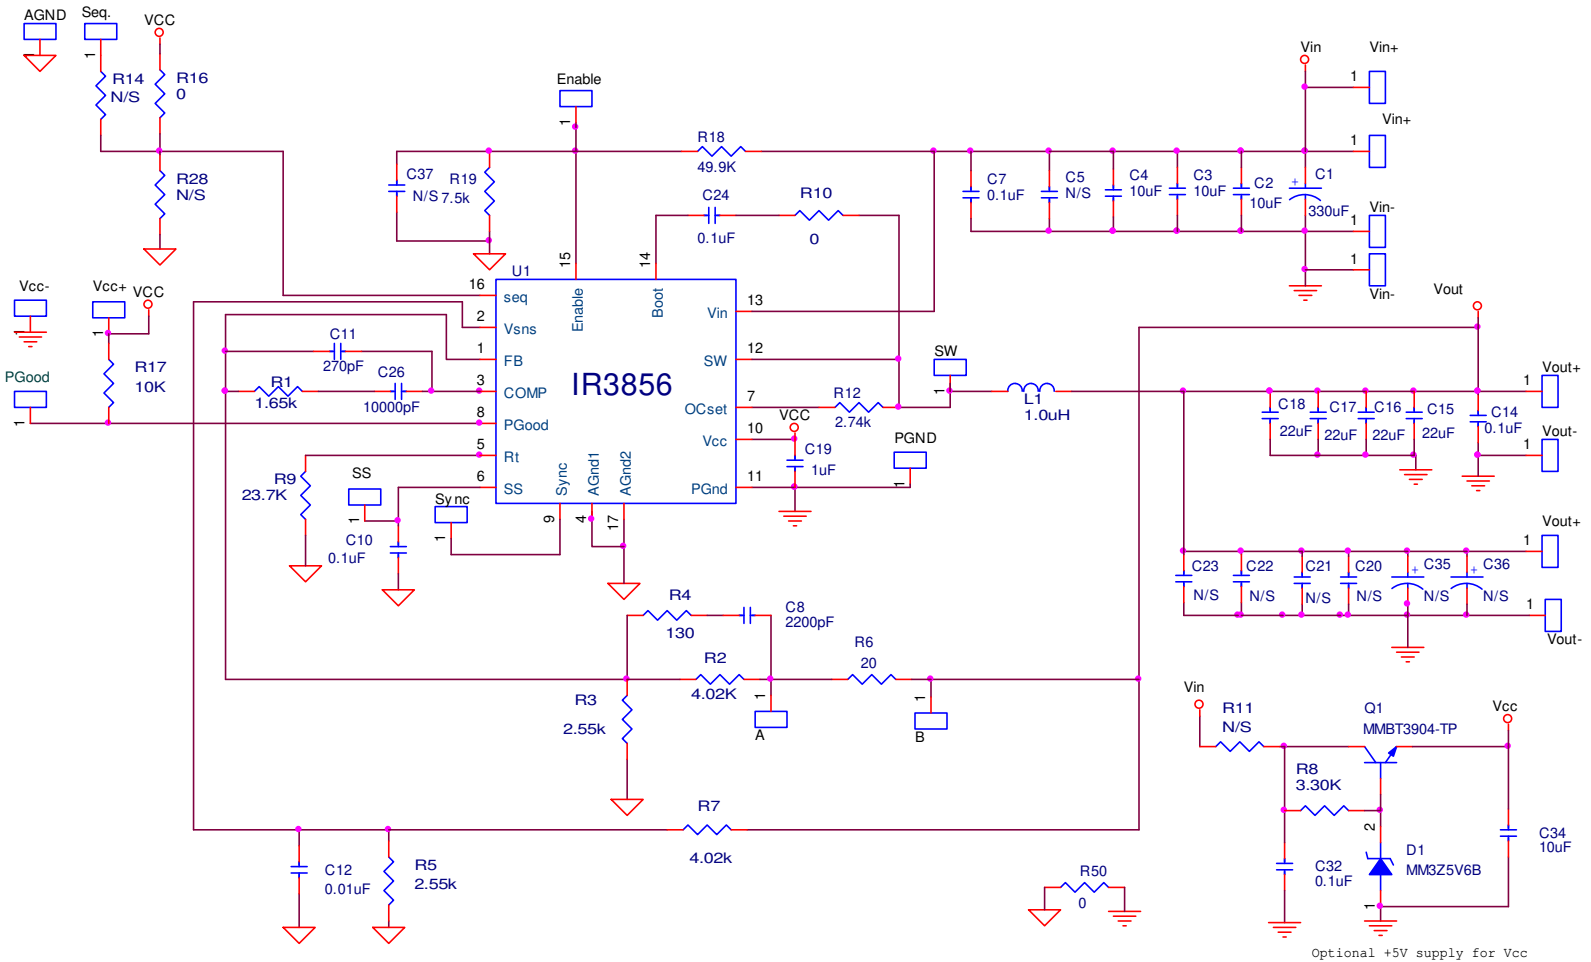 AGND
1
Seq.
1
VCC
R14
N/S
R16
0
R28
N/S
Enable
1
C37
N/S
R19
7.5k
R18
49.9K
C24
0.1uF
R10
0
Vin
Vin+
1
Vin+
1
C7
0.1uF
C5
N/S
C4
10uF
C3
10uF
C2
10uF
C1
+
330uF
Vin-
1
1
Vin-
Vcc-
1
Vcc+
1
VCC
R17
10K
PGood
1
U1
IR3856
16
seq
2
Vsns
1
FB
3
COMP
8
PGood
5
Rt
6
SS
15
Enable
14
Boot
13
Vin
12
SW
7
OCset
10
Vcc
11
PGnd
9
Sync
4
AGnd1
17
AGnd2
C11
270pF
R1
1.65k
C26
10000pF
R9
23.7K
SS
1
C10
0.1uF
Sync
1
R12
2.74k
VCC
C19
1uF
PGND
1
SW
1
L1
1.0uH
Vout
C18
22uF
C17
22uF
C16
22uF
C15
22uF
C14
0.1uF
Vout+
1
Vout-
1
C23
N/S
C22
N/S
C21
N/S
C20
N/S
+
C35
N/S
+
C36
N/S
Vout+
1
1
Vout-
R4
130
C8
2200pF
R2
4.02K
R6
20
R3
2.55k
1
A
1
B
R7
4.02k
C12
0.01uF
R5
2.55k
R50
0
Vin
R11
N/S
Q1
MMBT3904-TP
Vcc
R8
3.30K
2
D1
MM3Z5V6B
1
C32
0.1uF
C34
10uF
Optional +5V supply for Vcc